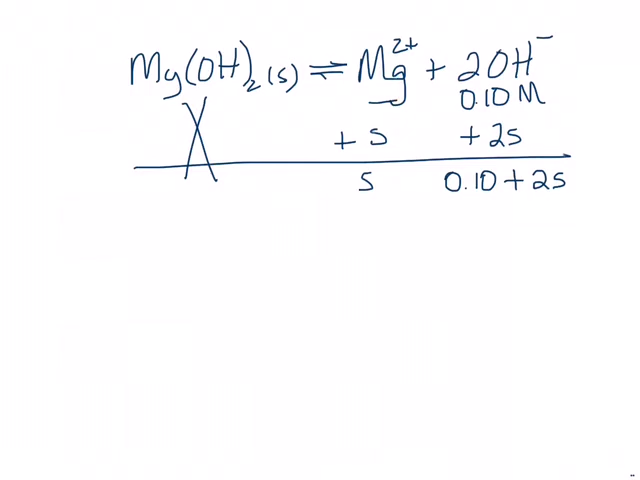 Mg(OH)₂(s) ⇌ Mg²⁺ + 2OH⁻
— 0.10 M
+ s + 2s
s 0.10 + 2s